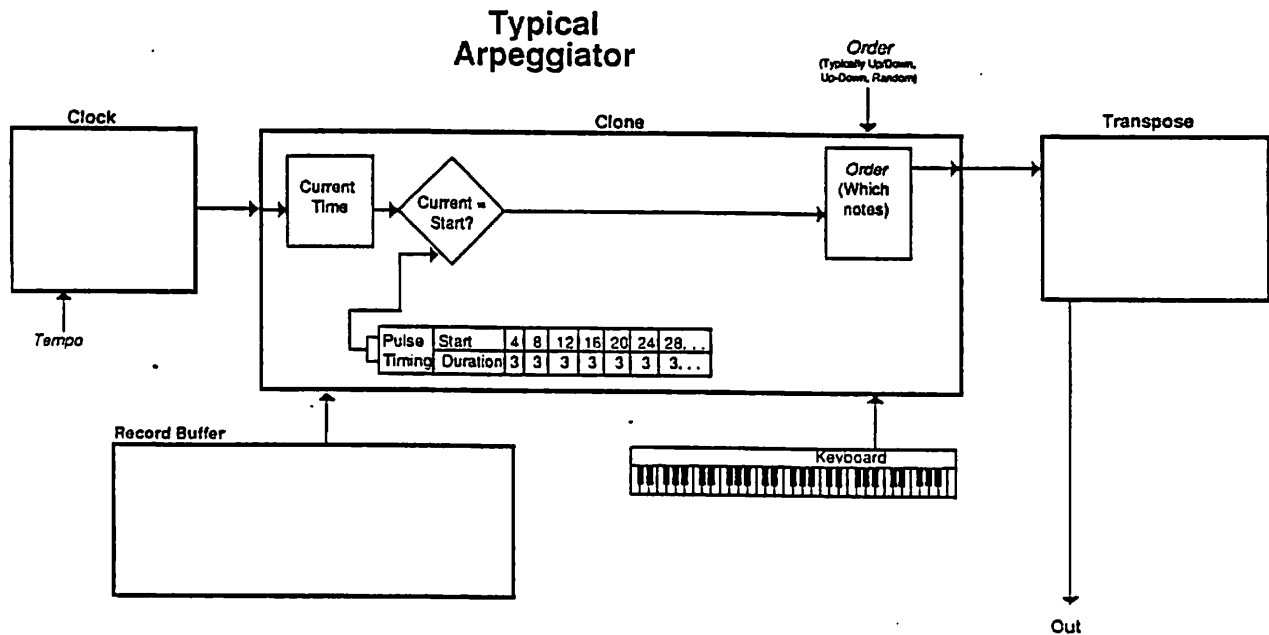 Typical
Arpeggiator
Order
(Typically Up/Down,
Up-Down, Random)
Clock
Clone
Transpose
Current
Time
Current =
Start?
Order
(Which
notes)
Tempo
Pulse Start 4 8 12 16 20 24 28...
Timing Duration 3 3 3 3 3 3 3...
Record Buffer
Keyboard
Out